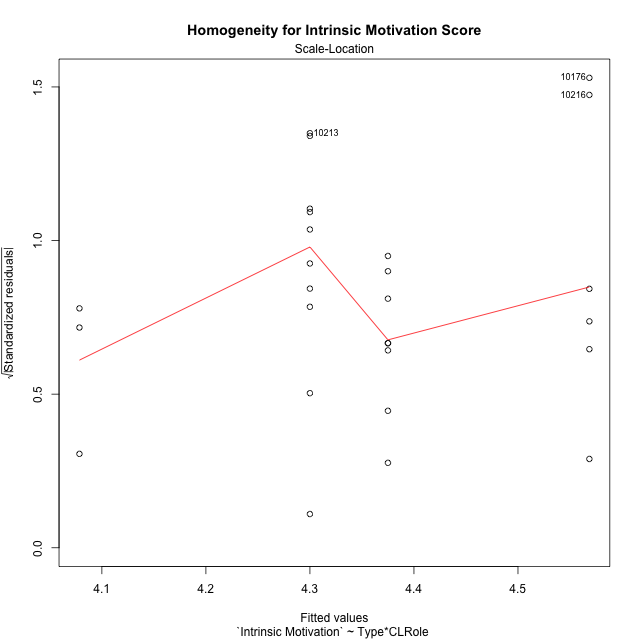 Homogeneity for Intrinsic Motivation Score
Scale-Location
1.5
1.0
0.5
0.0
√|Standardized residuals|
10176
10216
10213
4.1 4.2 4.3 4.4 4.5
Fitted values
`Intrinsic Motivation` ~ Type*CLRole